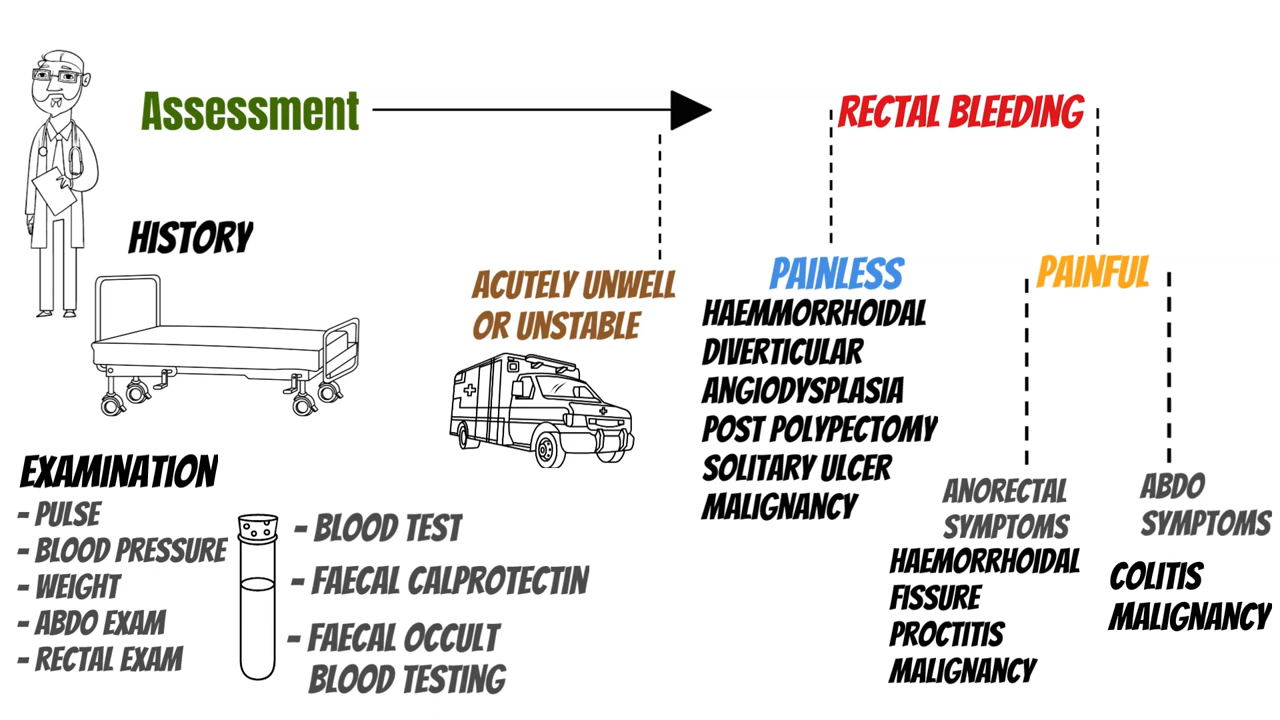 Assessment
RECTAL BLEEDING
HISTORY
ACUTELY UNWELL
OR UNSTABLE
PAINLESS
HAEMMORRHOIDAL
DIVERTICULAR
ANGIODYSPLASIA
POST POLYPECTOMY
SOLITARY ULCER
MALIGNANCY
PAINFUL
ANORECTAL
SYMPTOMS
HAEMORRHOIDAL
FISSURE
PROCTITIS
MALIGNANCY
ABDO
SYMPTOMS
COLITIS
MALIGNANCY
EXAMINATION
- PULSE
- BLOOD PRESSURE
- WEIGHT
- ABDO EXAM
- RECTAL EXAM
- BLOOD TEST
- FAECAL CALPROTECTIN
- FAECAL OCCULT
BLOOD TESTING